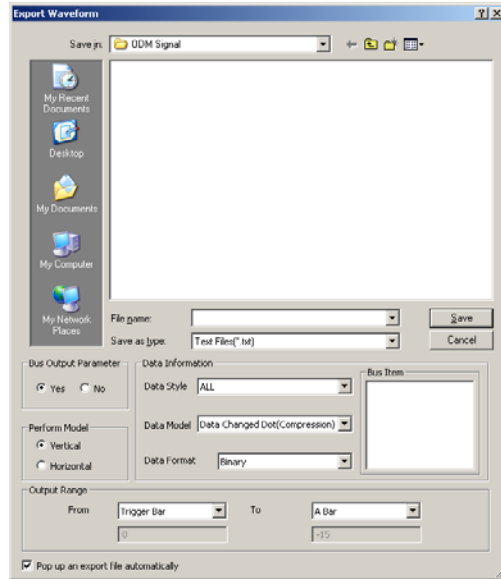 Export Waveform
Save in: ODM Signal
My Recent Documents
Desktop
My Documents
My Computer
My Network Places
File name:
Save
Save as type: Text Files(*.txt)
Cancel
Bus Output Parameter
Yes No
Perform Model
Vertical
Horizontal
Data Information
Data Style ALL
Data Model Data Changed Dot(Compression)
Data Format Binary
Bus Item
Output Range
From Trigger Bar To A Bar
0 -15
Pop up an export file automatically